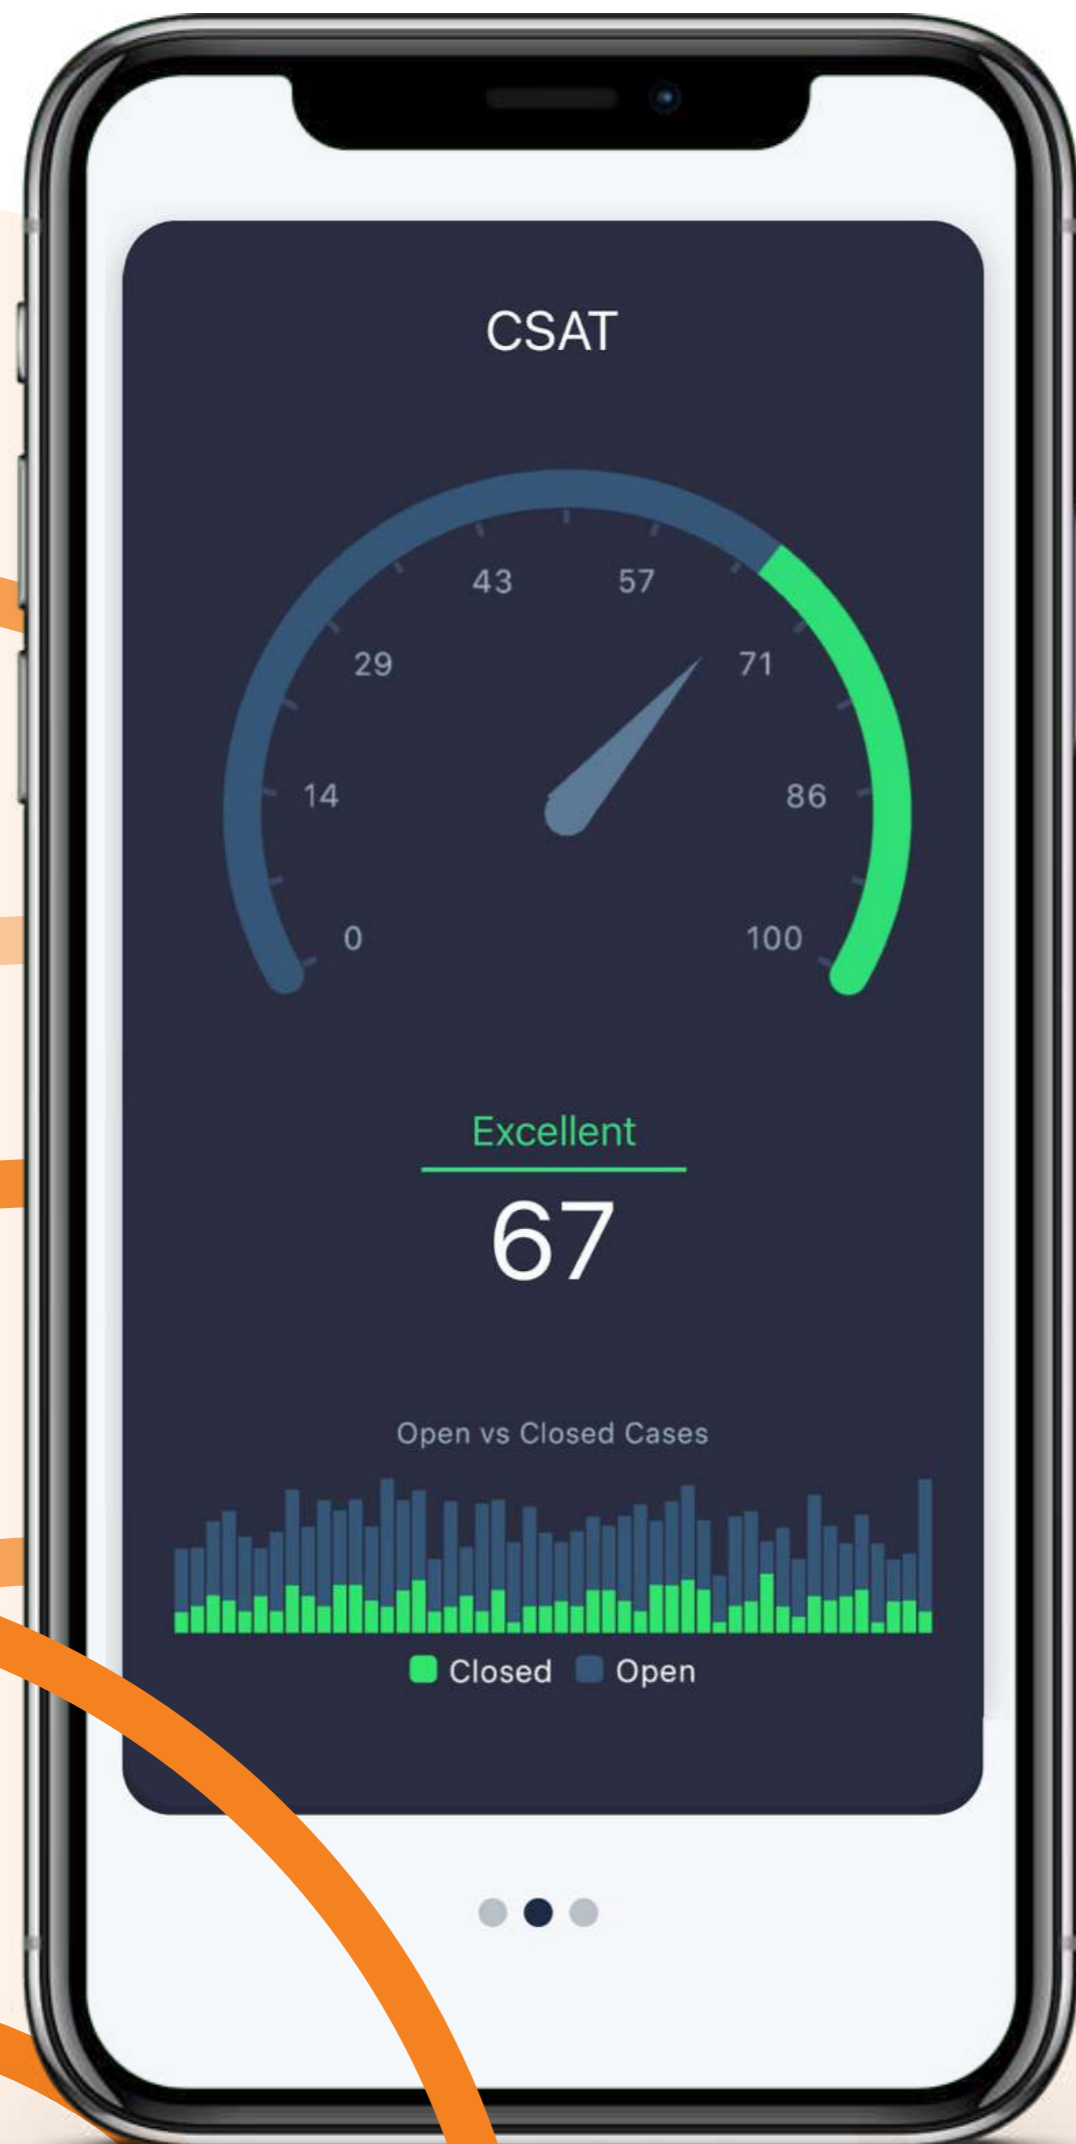 CSAT
43 57
29 71
14 86
0 100
Excellent
67
Open vs Closed Cases
Closed Open